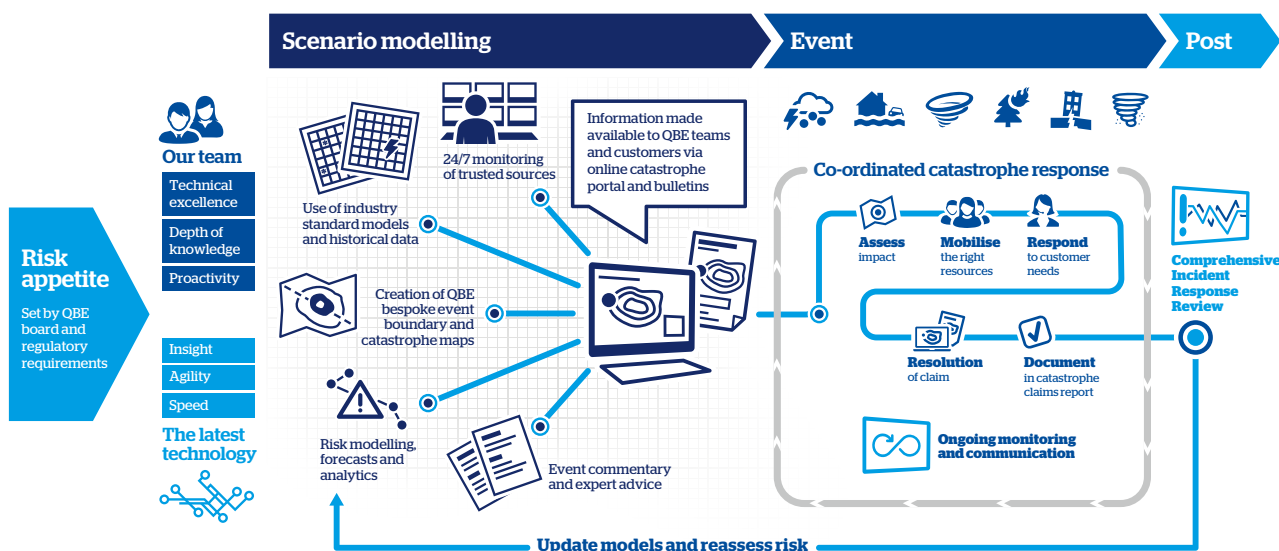 Scenario modelling
Event
Post
Risk
appetite
Set by QBE
board and
regulatory
requirements
Our team
Technical
excellence
Depth of
knowledge
Proactivity
Insight
Agility
Speed
The latest
technology
24/7 monitoring
of trusted sources
Use of industry
standard models
and historical data
Creation of QBE
bespoke event
boundary and
catastrophe maps
Risk modelling,
forecasts and
analytics
Event commentary
and expert advice
Information made
available to QBE teams
and customers via
online catastrophe
portal and bulletins
Co-ordinated catastrophe response
Assess
impact
Mobilise
the right
resources
Respond
to customer
needs
Resolution
of claim
Document
in catastrophe
claims report
Ongoing monitoring
and communication
Comprehensive
Incident
Response
Review
Update models and reassess risk